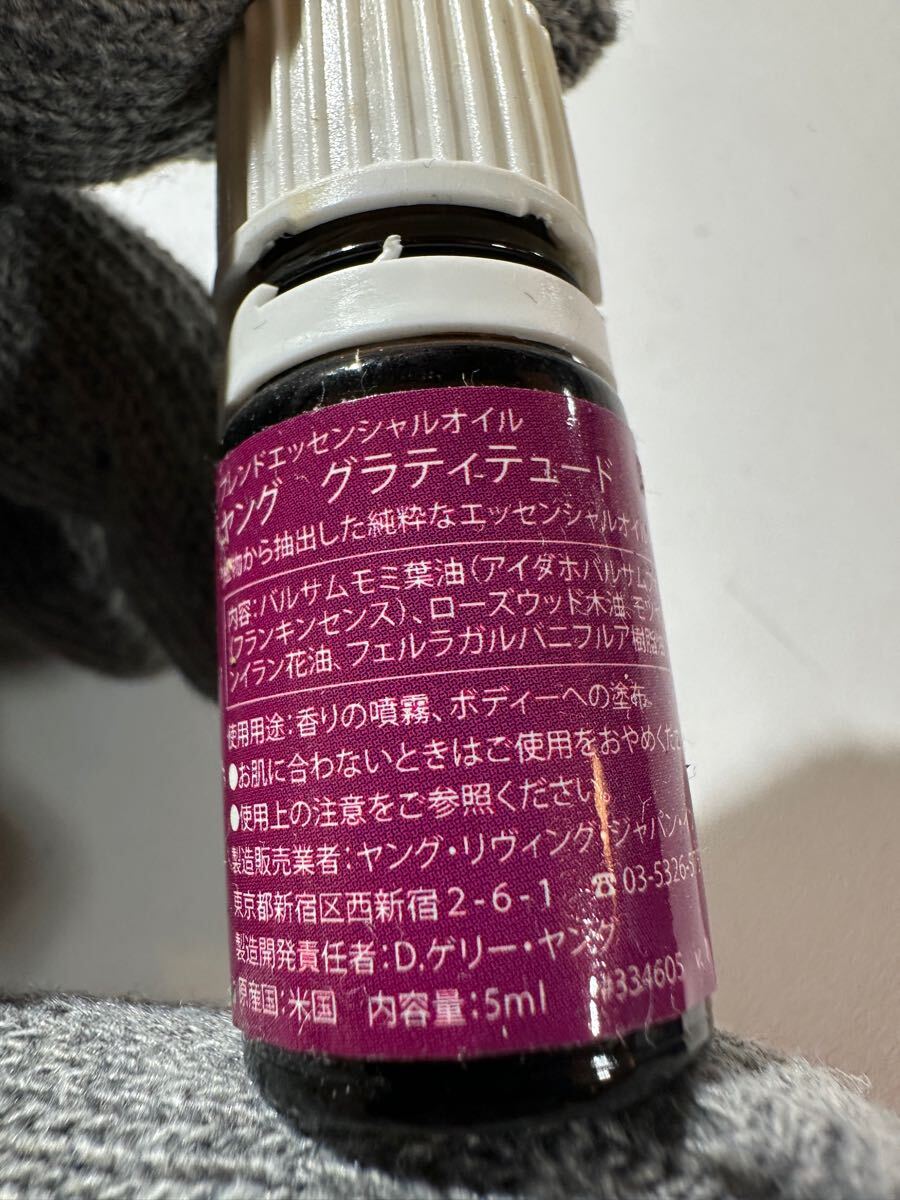 レンドエッセンシャルオイル
ヤング グラティテュード
物から抽出した純粋なエッセンシャルオイル
内容:バルサムモミ葉油(アイダホバルサム
(フランキンセンス)、ローズウッド木油、モツ
ンイラン花油、フェルラガルバニフルア樹脂油
使用用途:香りの噴霧、ボディーへの塗布。
●お肌に合わないときはご使用をおやめくだ
●使用上の注意をご参照ください。
製造販売業者:ヤング・リヴィング・ジャパン・イ
東京都新宿区西新宿2-6-1 ☎03-5326-5
製造開発責任者:D.ゲリー・ヤング
原産国:米国 内容量:5ml #334605